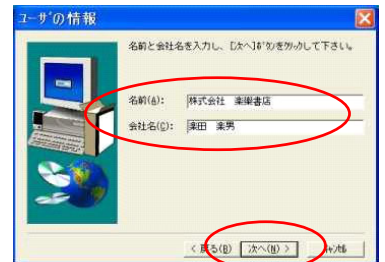 ユーザの情報
名前と会社名を入力し、[次へ]ボタンをクリックして下さい。
名前(A):
株式会社 楽樂書店
会社名(C):
楽田 楽男
< 戻る(B)
次へ(N) >
キャンセル